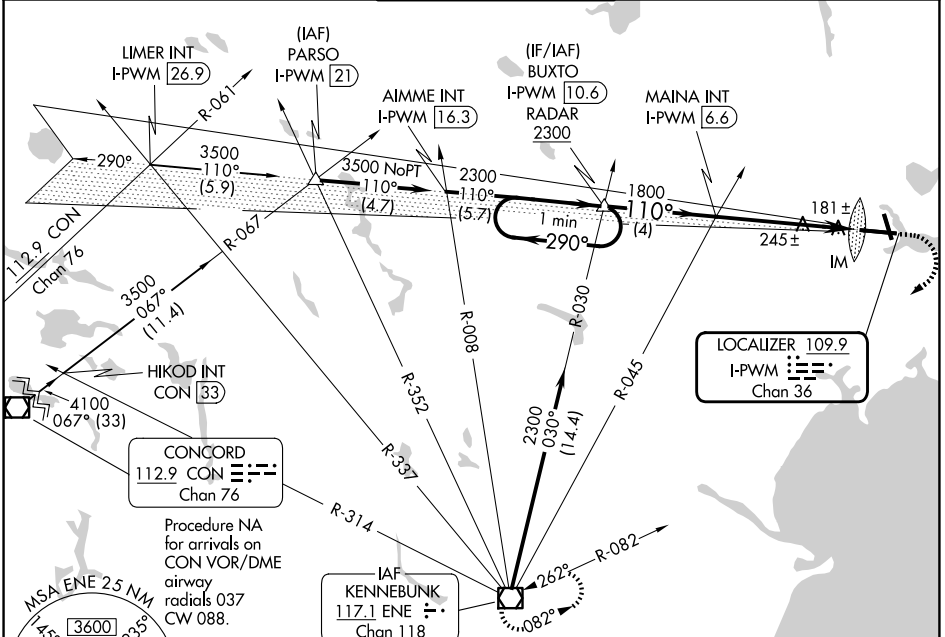 LIMER INT
I-PWM 26.9
R-061
(IAF)
PARSO
I-PWM 21
AIMME INT
I-PWM 16.3
(IF/IAF)
BUXTO
I-PWM 10.6
RADAR
2300
MAINA INT
I-PWM 6.6
290°
3500
110°
(5.9)
3500 NoPT
110°
(4.7)
2300
110°
(5.7)
1 min
290°
1800
110°
(4)
181 ±
245 ±
IM
112.9 CON
Chan 76
R-067
3500
067°
(11.4)
HIKOD INT
CON 33
4100
067° (33)
R-337
R-352
R-008
R-030
R-045
2300
030°
(14.4)
LOCALIZER 109.9
I-PWM
Chan 36
CONCORD
112.9 CON
Chan 76
R-314
Procedure NA
for arrivals on
CON VOR/DME
airway
radials 037
CW 088.
IAF
KENNEBUNK
117.1 ENE
Chan 118
262°
R-082
082°
MSA ENE 25 NM
3600